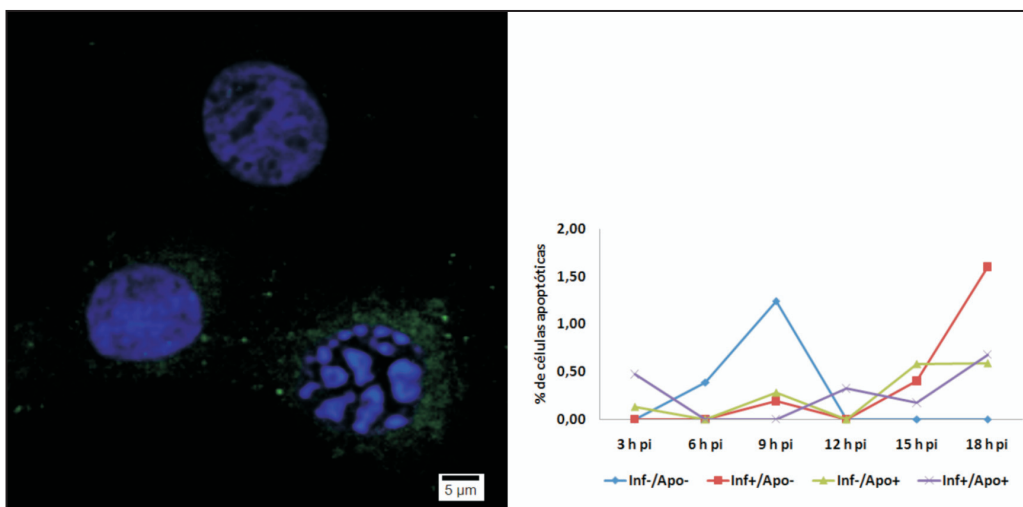 5 µm
% de células apoptóticas
2,00
1,50
1,00
0,50
0,00
3 h pi 6 h pi 9 h pi 12 h pi 15 h pi 18 h pi
Inf-/Apo- Inf+/Apo- Inf-/Apo+ Inf+/Apo+